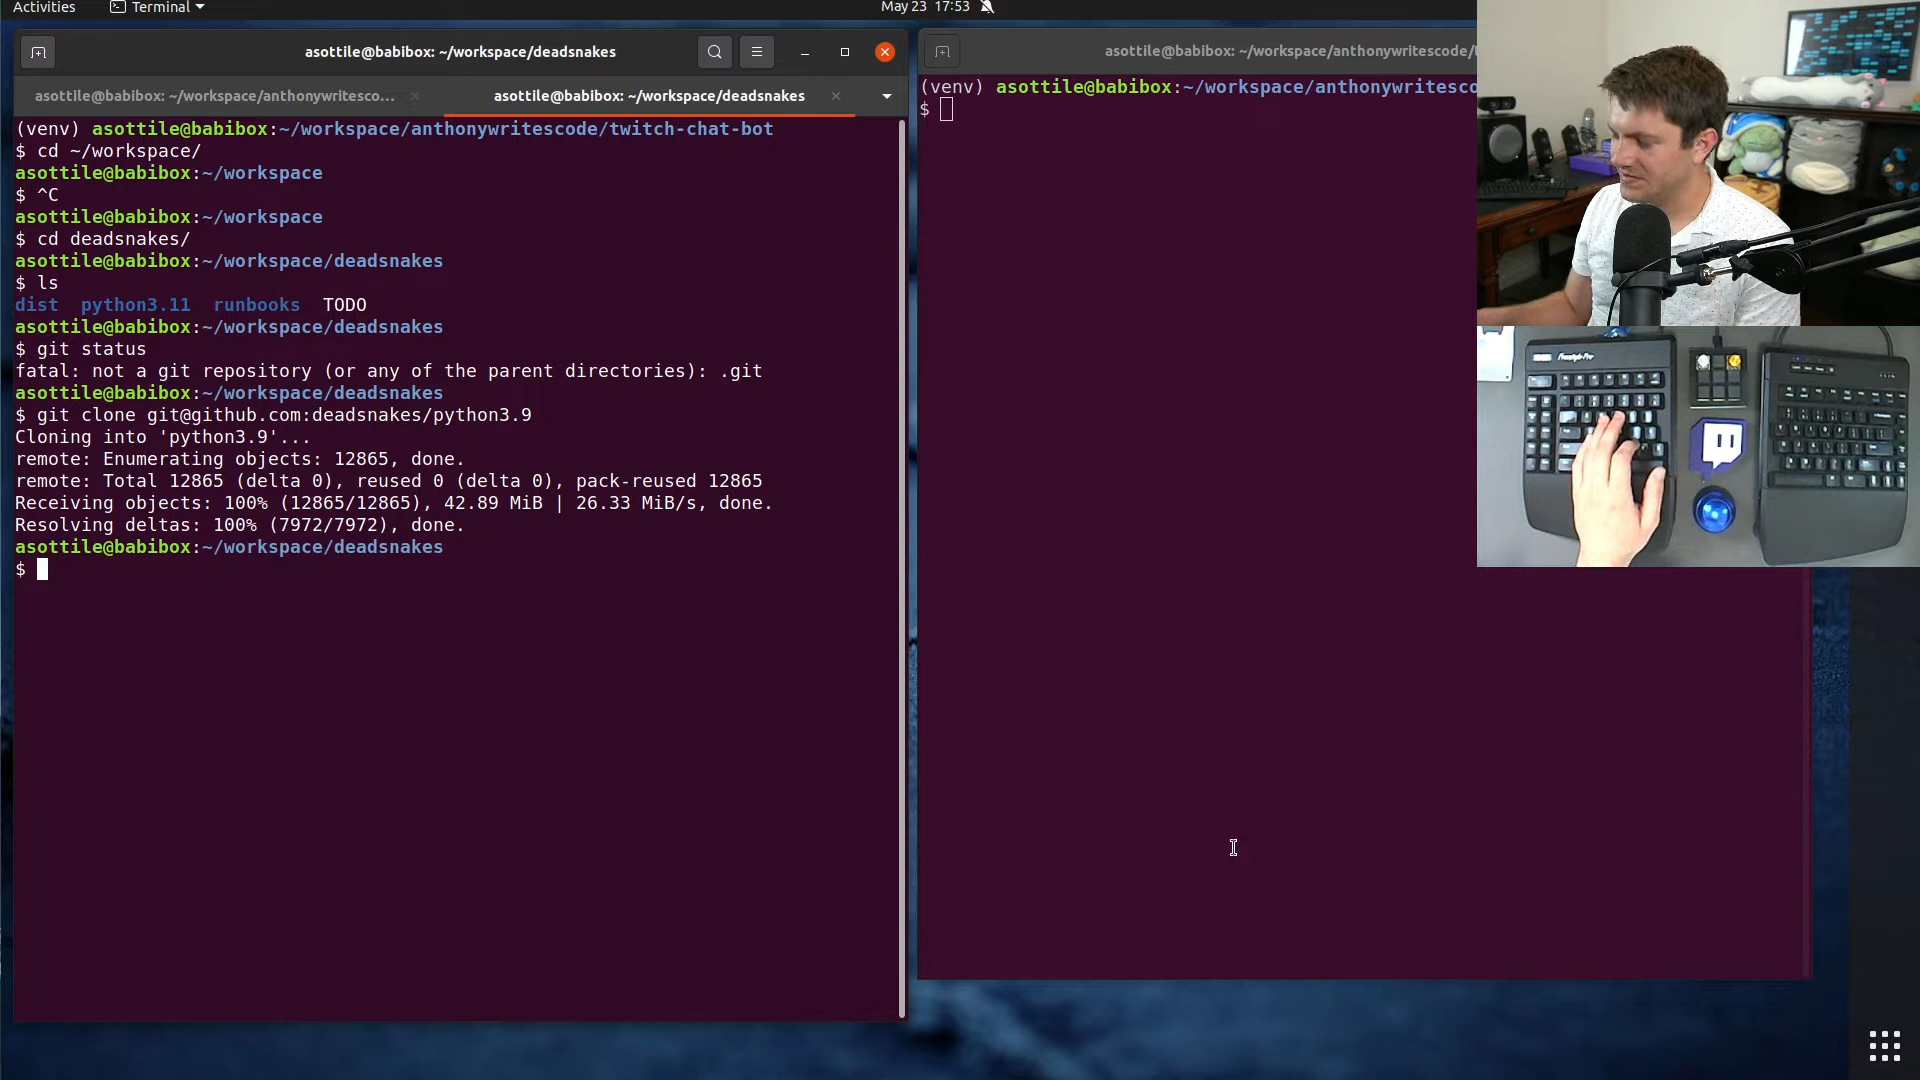 Activities
Terminal
May 23 17:53
asottile@babibox: ~/workspace/deadsnakes
asottile@babibox: ~/workspace/anthonywritesco...
asottile@babibox: ~/workspace/deadsnakes
(venv) asottile@babibox:~/workspace/anthonywritescode/twitch-chat-bot
$ cd ~/workspace/
asottile@babibox:~/workspace
$ ^C
asottile@babibox:~/workspace
$ cd deadsnakes/
asottile@babibox:~/workspace/deadsnakes
$ ls
dist python3.11 runbooks TODO
asottile@babibox:~/workspace/deadsnakes
$ git status
fatal: not a git repository (or any of the parent directories): .git
asottile@babibox:~/workspace/deadsnakes
$ git clone git@github.com:deadsnakes/python3.9
Cloning into 'python3.9'...
remote: Enumerating objects: 12865, done.
remote: Total 12865 (delta 0), reused 0 (delta 0), pack-reused 12865
Receiving objects: 100% (12865/12865), 42.89 MiB | 26.33 MiB/s, done.
Resolving deltas: 100% (7972/7972), done.
asottile@babibox:~/workspace/deadsnakes
$
asottile@babibox: ~/workspace/anthonywritescode/
(venv) asottile@babibox:~/workspace/anthonywritesco
$
Freestyle Pro